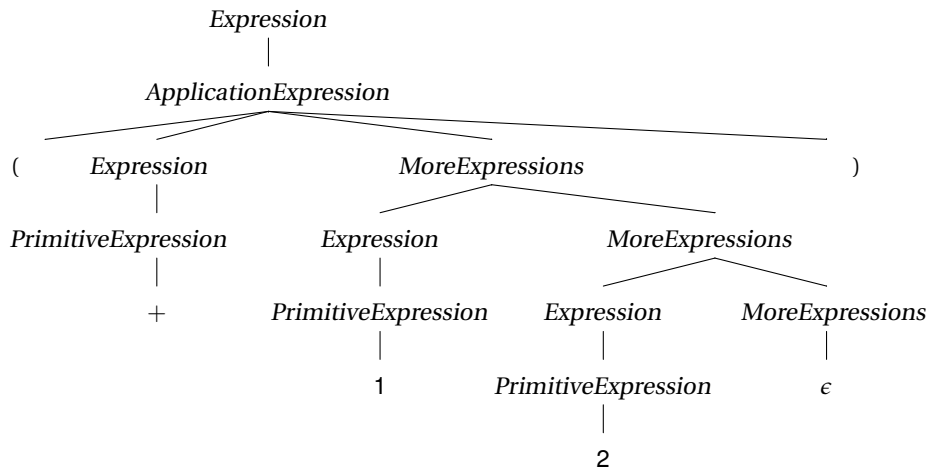 Expression
ApplicationExpression
( Expression MoreExpressions )
PrimitiveExpression Expression MoreExpressions
+ PrimitiveExpression Expression MoreExpressions
1 PrimitiveExpression ϵ
2